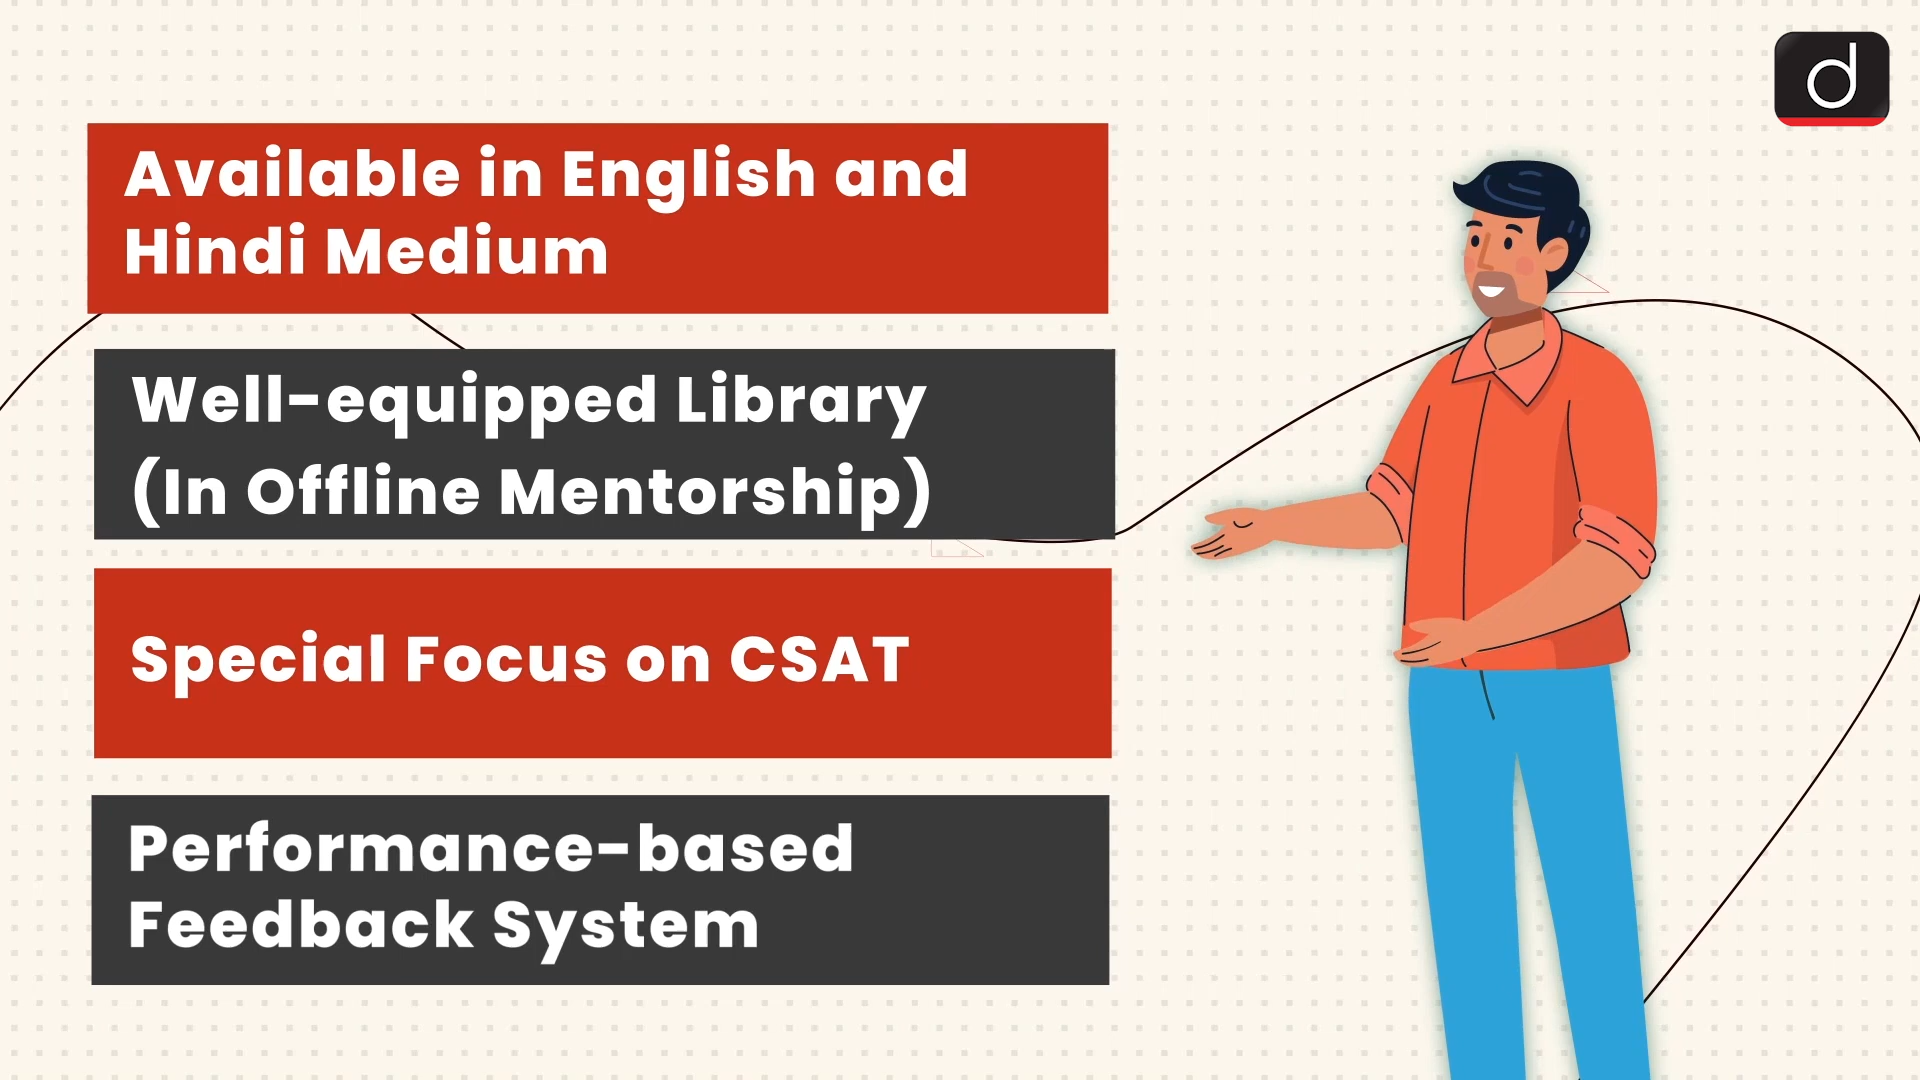 d
Available in English and
Hindi Medium
Well-equipped Library
(In Offline Mentorship)
Special Focus on CSAT
Performance-based
Feedback System